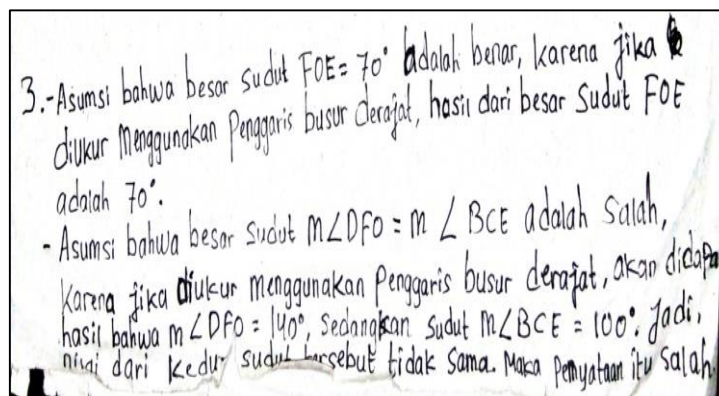 3. - Asumsi bahwa besar sudut FOE = 70° adalah benar, karena jika
diukur menggunakan Penggaris busur derajat, hasil dari besar sudut FOE
adalah 70°.
- Asumsi bahwa besar sudut m∠DFO = m ∠ BCE adalah salah,
karena jika diukur menggunakan Penggaris busur derajat, akan didapa
hasil bahwa m∠DFO = 140°, sedangkan sudut m∠BCE = 100°. Jadi,
nilai dari kedua sudut tersebut tidak sama. Maka pernyataan itu salah.